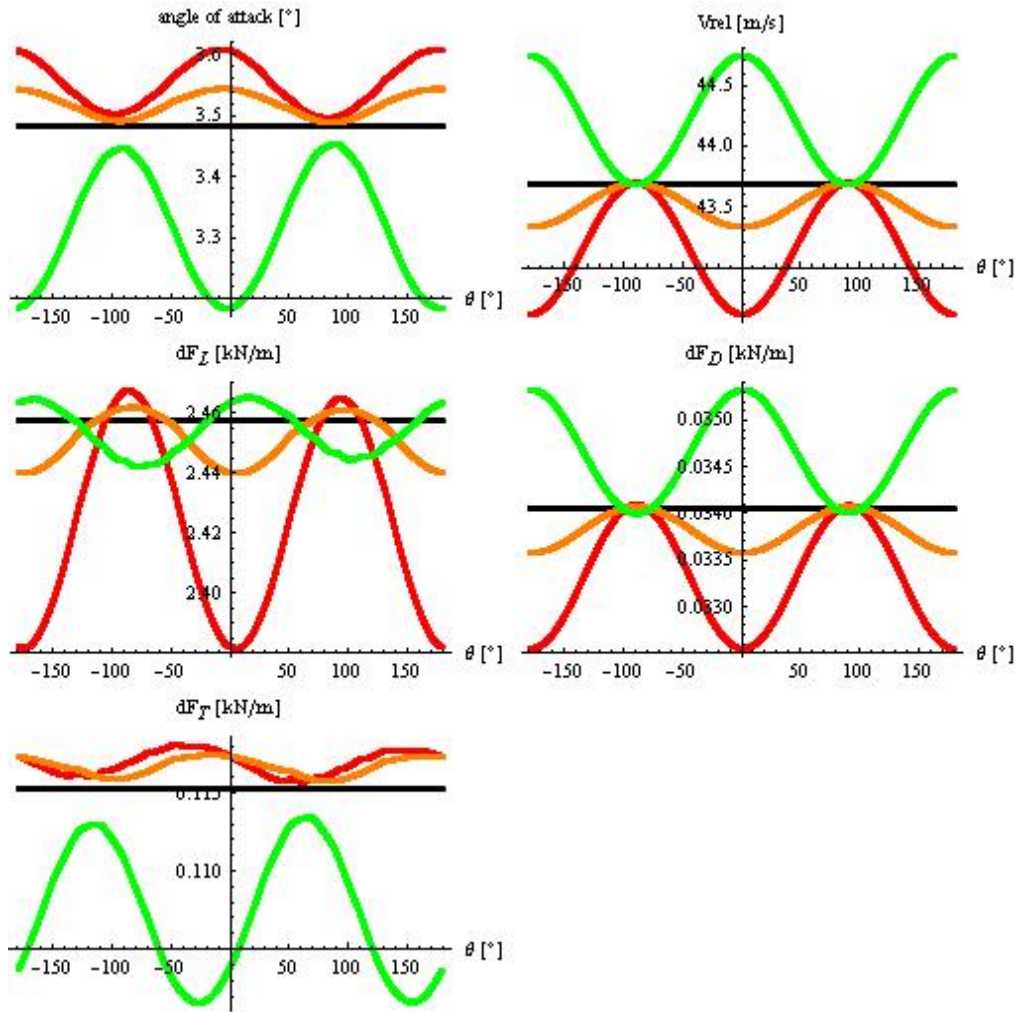 angle of attack [°]
3.6
3.5
3.4
3.3
θ [°]
−150 −100 −50 50 100 150
Vrel [m/s]
44.5
44.0
43.5
θ [°]
−150 −100 −50 50 100 150
dF_L [kN/m]
2.46
2.44
2.42
2.40
θ [°]
−150 −100 −50 50 100 150
dF_D [kN/m]
0.0350
0.0345
0.0340
0.0335
0.0330
θ [°]
−150 −100 −50 50 100 150
dF_T [kN/m]
0.115
0.110
θ [°]
−150 −100 −50 50 100 150